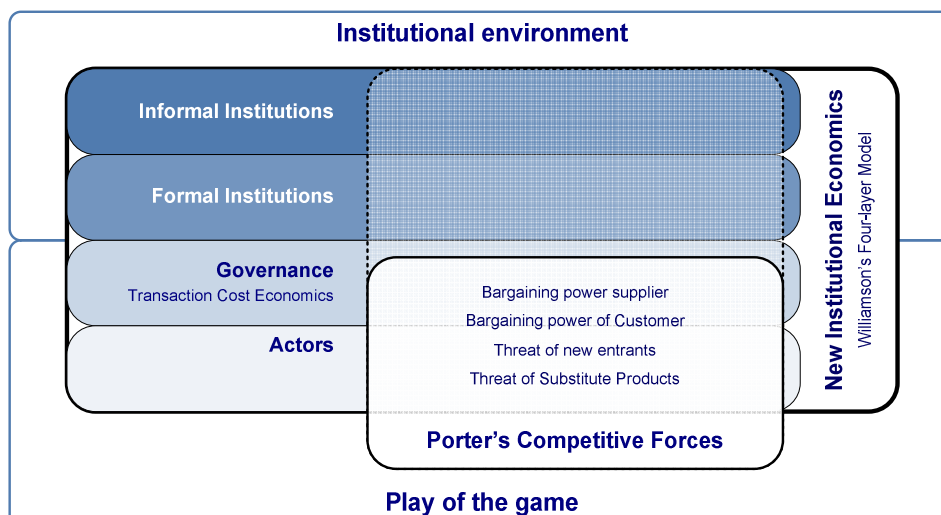 Institutional environment
Informal Institutions
Formal Institutions
Governance
Transaction Cost Economics
Actors
Bargaining power supplier
Bargaining power of Customer
Threat of new entrants
Threat of Substitute Products
Porter's Competitive Forces
New Institutional Economics
Williamson's Four-layer Model
Play of the game